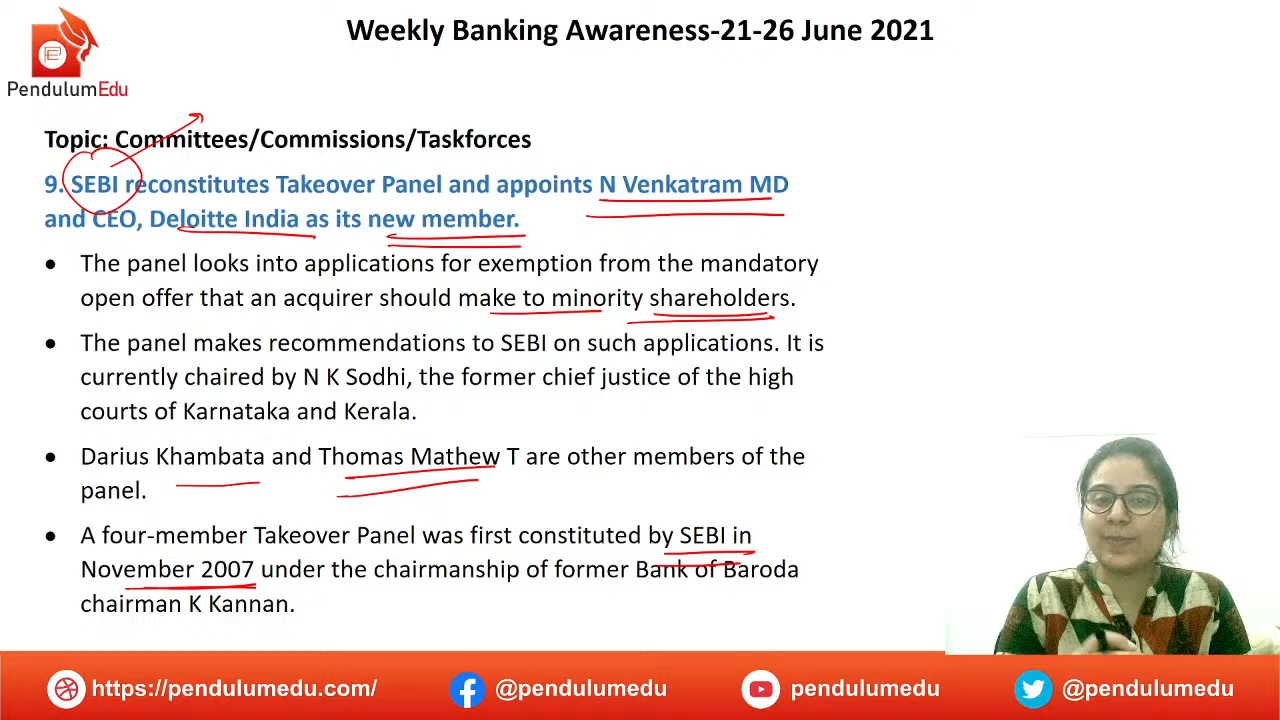 Weekly Banking Awareness-21-26 June 2021
PendulumEdu
Topic: Committees/Commissions/Taskforces
9. SEBI reconstitutes Takeover Panel and appoints N Venkatram MD
and CEO, Deloitte India as its new member.
• The panel looks into applications for exemption from the mandatory
open offer that an acquirer should make to minority shareholders.
• The panel makes recommendations to SEBI on such applications. It is
currently chaired by N K Sodhi, the former chief justice of the high
courts of Karnataka and Kerala.
• Darius Khambata and Thomas Mathew T are other members of the
panel.
• A four-member Takeover Panel was first constituted by SEBI in
November 2007 under the chairmanship of former Bank of Baroda
chairman K Kannan.
https://pendulumedu.com/ @pendulumedu pendulumedu @pendulumedu